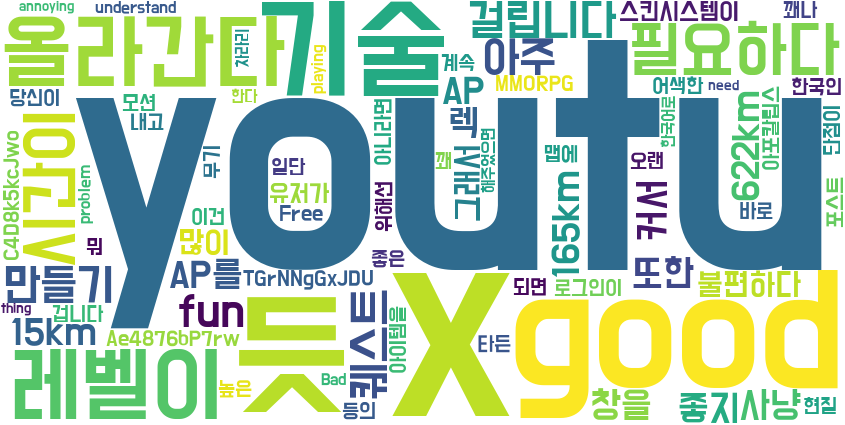 annoying
understand
올라간다
기술
걸립니다
스킨시스템이
꽤나
차라리
playing
계속
아주
필요하다
당신이
모션
한다
내고
AP
MMORPG
어색한
need
한국인
youtu
시간이
C4D8k5kcJwo
무기
렉
그래서
아니라면
해주었으면
꽨
맵에
오랜
한국어로
622km
아포칼립스
단점이
problem
일단
유저가
Free
위해선
165km
커서
바로
포스트
뭔
이건
많이
좋은
만들기
AP를
TGrNNgGxJDU
또한
불편하다
되면
로그인이
thing
겁니다
fun
듯
X
good
15km
Ae4876bP7rw
퀘스트
아이템을
타든
레벨이
높은
Bad
등의
창을
좋지
사냥
현질